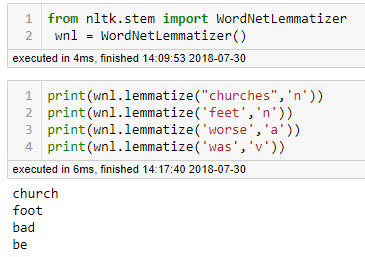 1 from nltk.stem import WordNetLemmatizer
2  wnl = WordNetLemmatizer()
executed in 4ms, finished 14:09:53 2018-07-30
1 print(wnl.lemmatize("churches",'n'))
2 print(wnl.lemmatize('feet','n'))
3 print(wnl.lemmatize('worse','a'))
4 print(wnl.lemmatize('was','v'))
executed in 6ms, finished 14:17:40 2018-07-30
church
foot
bad
be